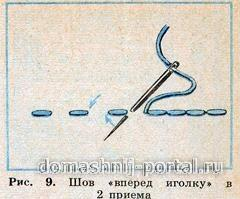 domashnij-portal.ru
Рис. 9. Шов «вперед иголку» в
2 приема